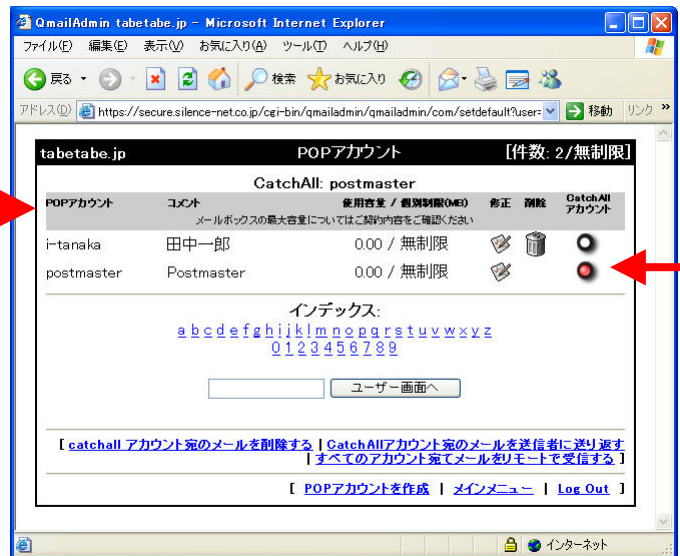 QmailAdmin tabetabe.jp - Microsoft Internet Explorer
ファイル(F) 編集(E) 表示(V) お気に入り(A) ツール(T) ヘルプ(H)
戻る 検索 お気に入り
アドレス(D) https://secure.silence-net.co.jp/cgi-bin/qmailadmin/qmailadmin/com/setdefault?user= 移動 リンク »
tabetabe.jp POPアカウント [件数: 2/無制限]
CatchAll: postmaster
POPアカウント コメント 使用容量 / 個別制限(MB) 修正 削除 CatchAll
アカウント
メールボックスの最大容量についてはご契約内容をご確認ください
i-tanaka 田中一郎 0.00 / 無制限
postmaster Postmaster 0.00 / 無制限
インデックス:
a b c d e f g h i j k l m n o p q r s t u v w x y z
0 1 2 3 4 5 6 7 8 9
ユーザー画面へ
[ catchall アカウント宛のメールを削除する | CatchAllアカウント宛のメールを送信者に送り返す
| すべてのアカウント宛てメールをリモートで受信する ]
[ POPアカウントを作成 | メインメニュー | Log Out ]
インターネット